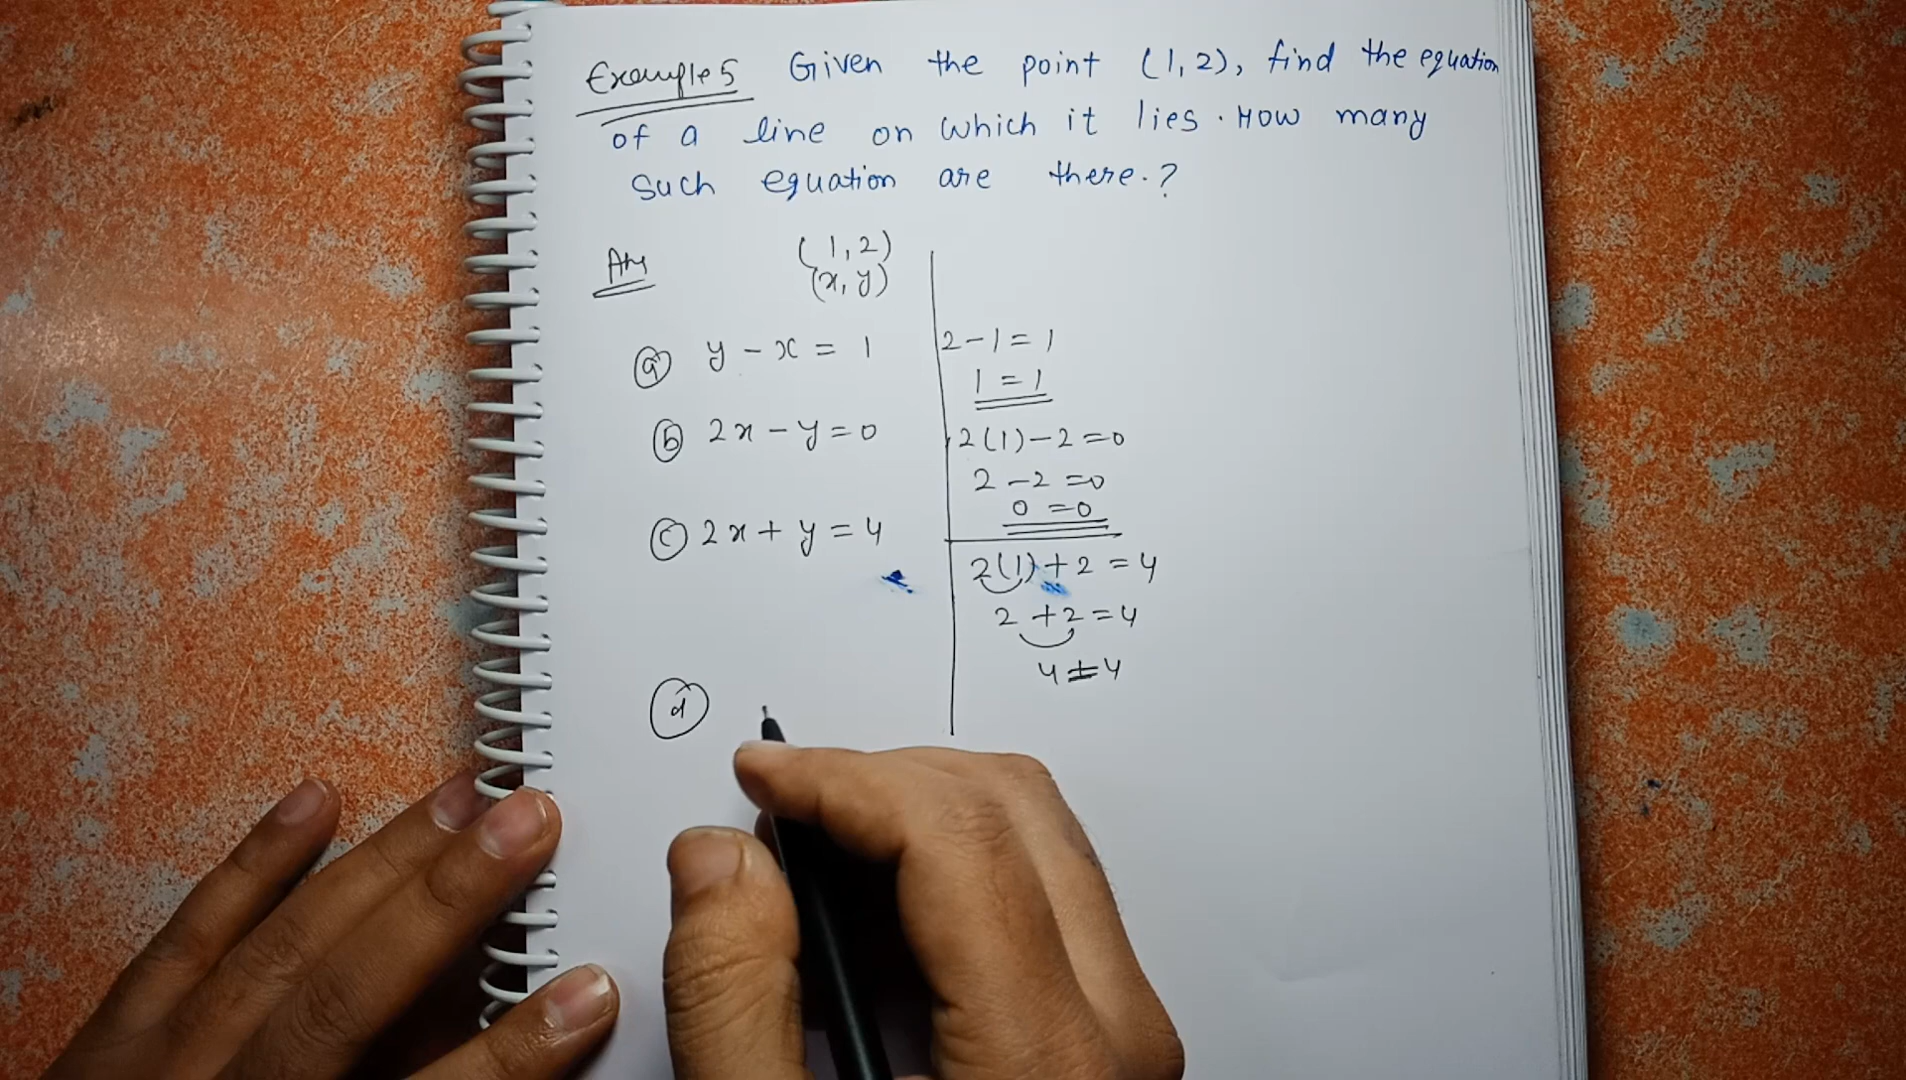 Example 5 Given the point (1,2), find the equation
of a line on which it lies. How many
such equation are there.?
Ans
(1,2)
(x,y)
(a) y - x = 1
2-1=1
1=1
(b) 2x - y = 0
2(1)-2=0
2-2=0
0=0
(c) 2x + y = 4
2(1)+2=4
2+2=4
4=4
(d)